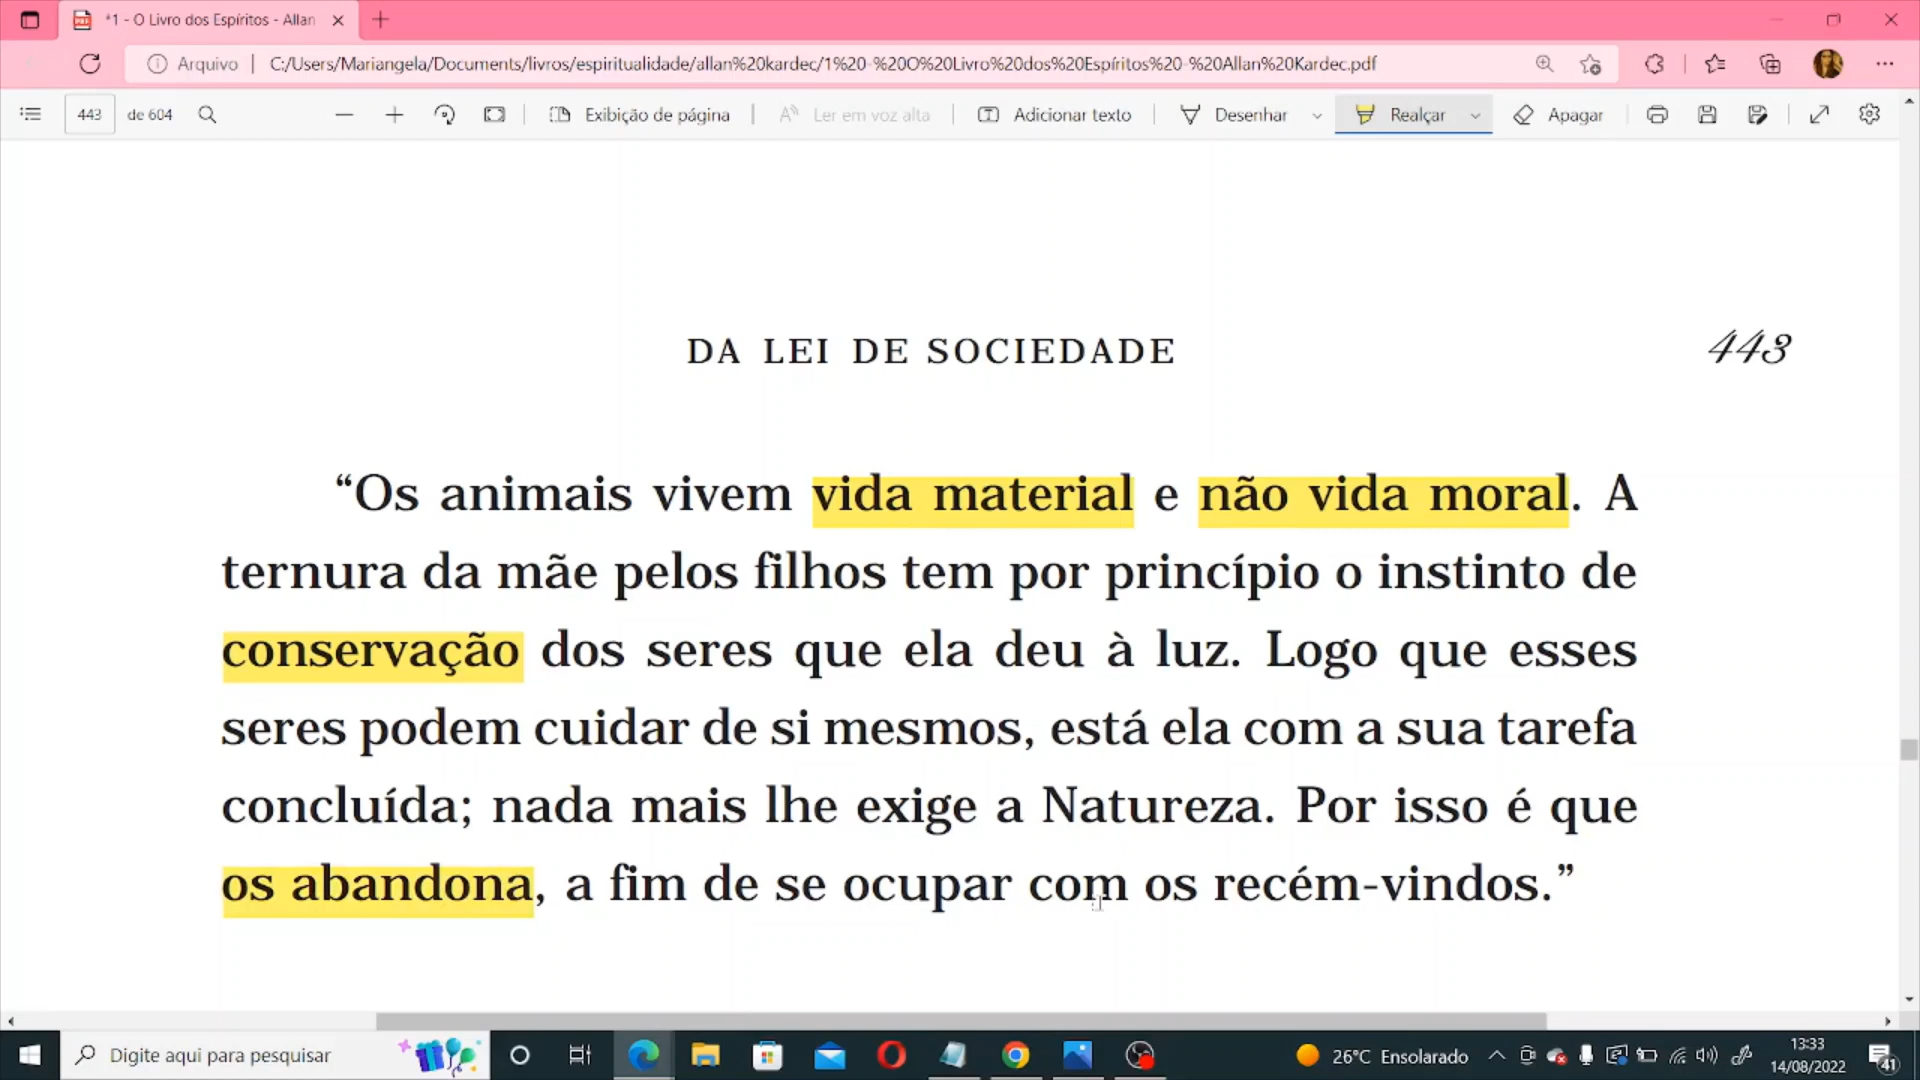 *1 - O Livro dos Espíritos - Allan
Arquivo | C:/Users/Mariangela/Documents/livros/espiritualidade/allan%20kardec/1%20-%20O%20Livro%20dos%20Espíritos%20-%20Allan%20Kardec.pdf
443 de 604 Exibição de página Ler em voz alta Adicionar texto Desenhar Realçar Apagar
DA LEI DE SOCIEDADE 443
“Os animais vivem vida material e não vida moral. A
ternura da mãe pelos filhos tem por princípio o instinto de
conservação dos seres que ela deu à luz. Logo que esses
seres podem cuidar de si mesmos, está ela com a sua tarefa
concluída; nada mais lhe exige a Natureza. Por isso é que
os abandona, a fim de se ocupar com os recém-vindos.”
Digite aqui para pesquisar 26°C Ensolarado 13:33
14/08/2022 41